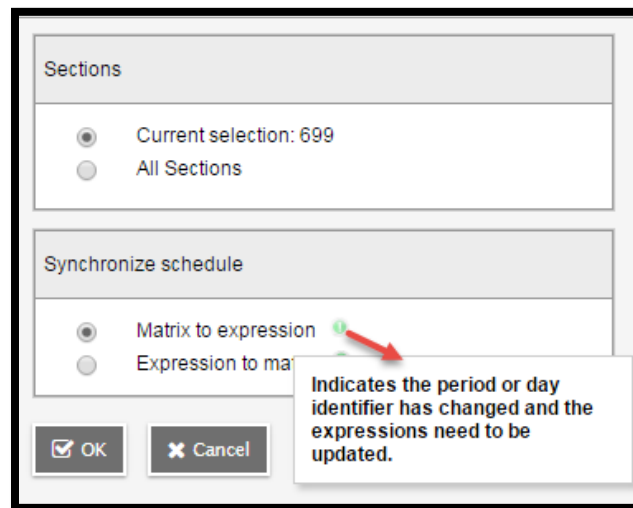 Sections
Current selection: 699
All Sections
Synchronize schedule
Matrix to expression
Expression to mat
Indicates the period or day
identifier has changed and the
expressions need to be
updated.
OK
Cancel